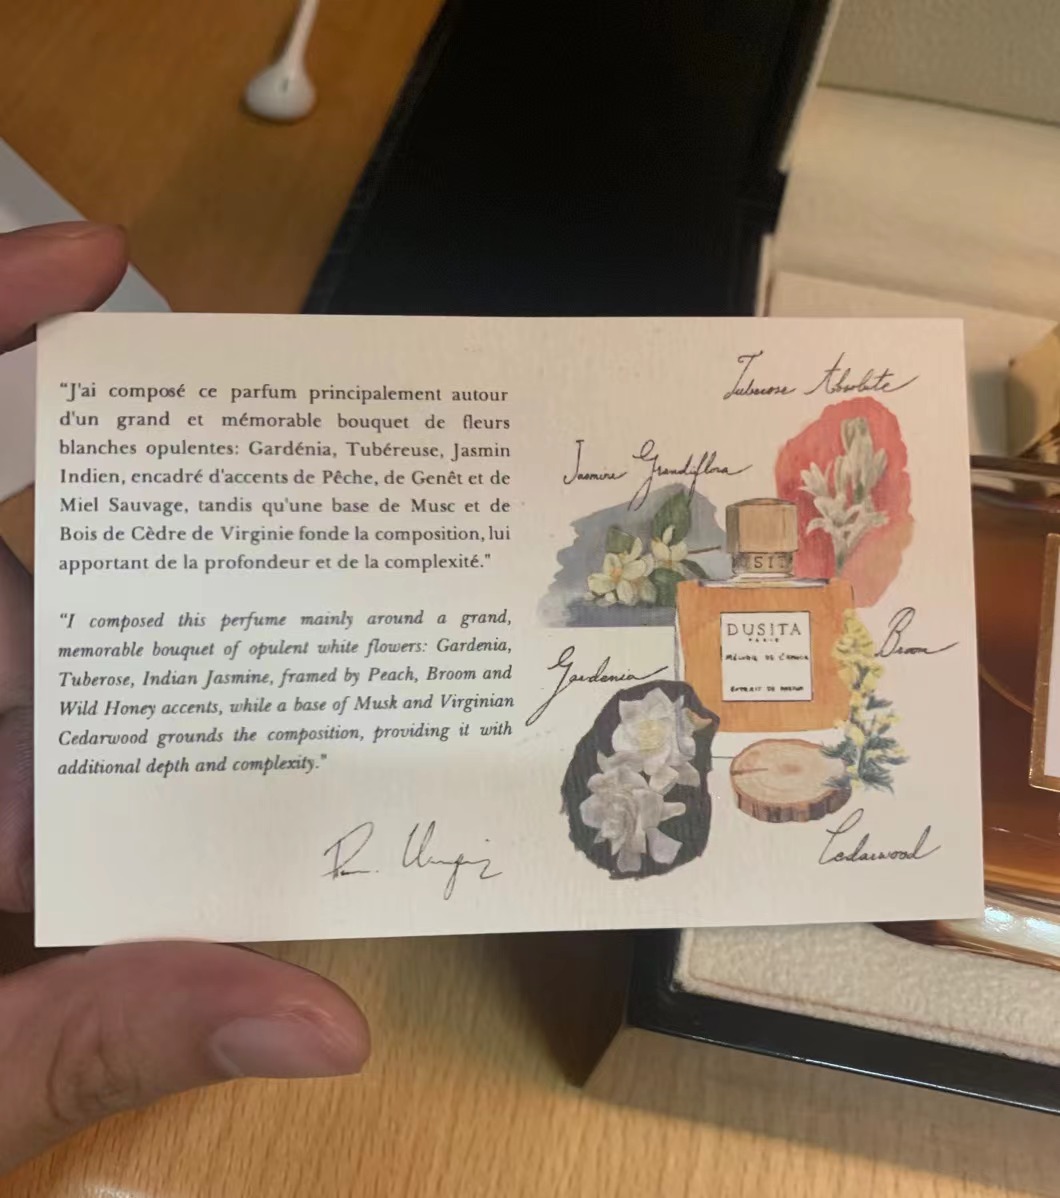 "J'ai composé ce parfum principalement autour
d'un grand et mémorable bouquet de fleurs
blanches opulentes: Gardénia, Tubéreuse, Jasmin
Indien, encadré d'accents de Pêche, de Genêt et de
Miel Sauvage, tandis qu'une base de Musc et de
Bois de Cèdre de Virginie fonde la composition, lui
apportant de la profondeur et de la complexité."
"I composed this perfume mainly around a grand,
memorable bouquet of opulent white flowers: Gardenia,
Tuberose, Indian Jasmine, framed by Peach, Broom and
Wild Honey accents, while a base of Musk and Virginian
Cedarwood grounds the composition, providing it with
additional depth and complexity."
Tuberose Absolute
Jasmine Grandiflora
DUSITA
PARIS
EXTRAIT DE PARFUM
Broom
Gardenia
Cedarwood